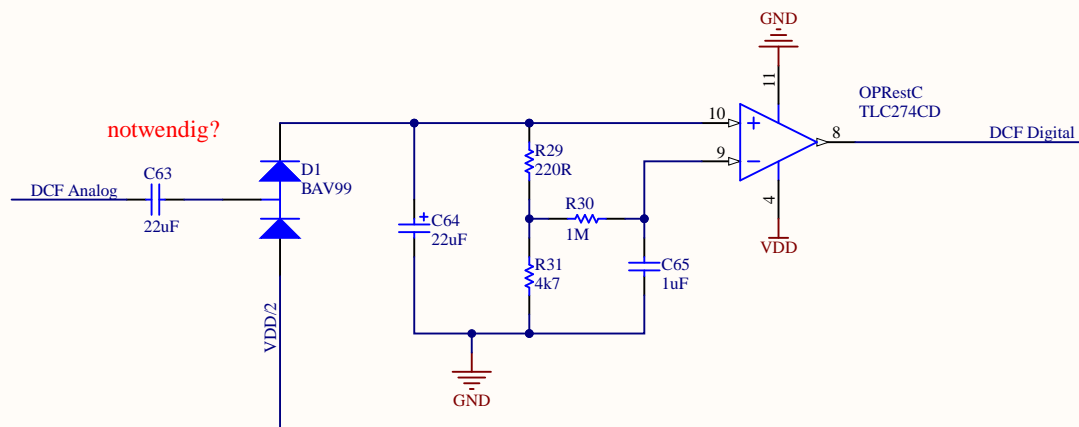 GND
11
OPRestC
TLC274CD
notwendig?
10
+
8
DCF Digital
9
−
D1
BAV99
R29
220R
C63
DCF Analog
22uF
R30
1M
4
C64
22uF
+
VDD
R31
4k7
C65
1uF
VDD/2
GND